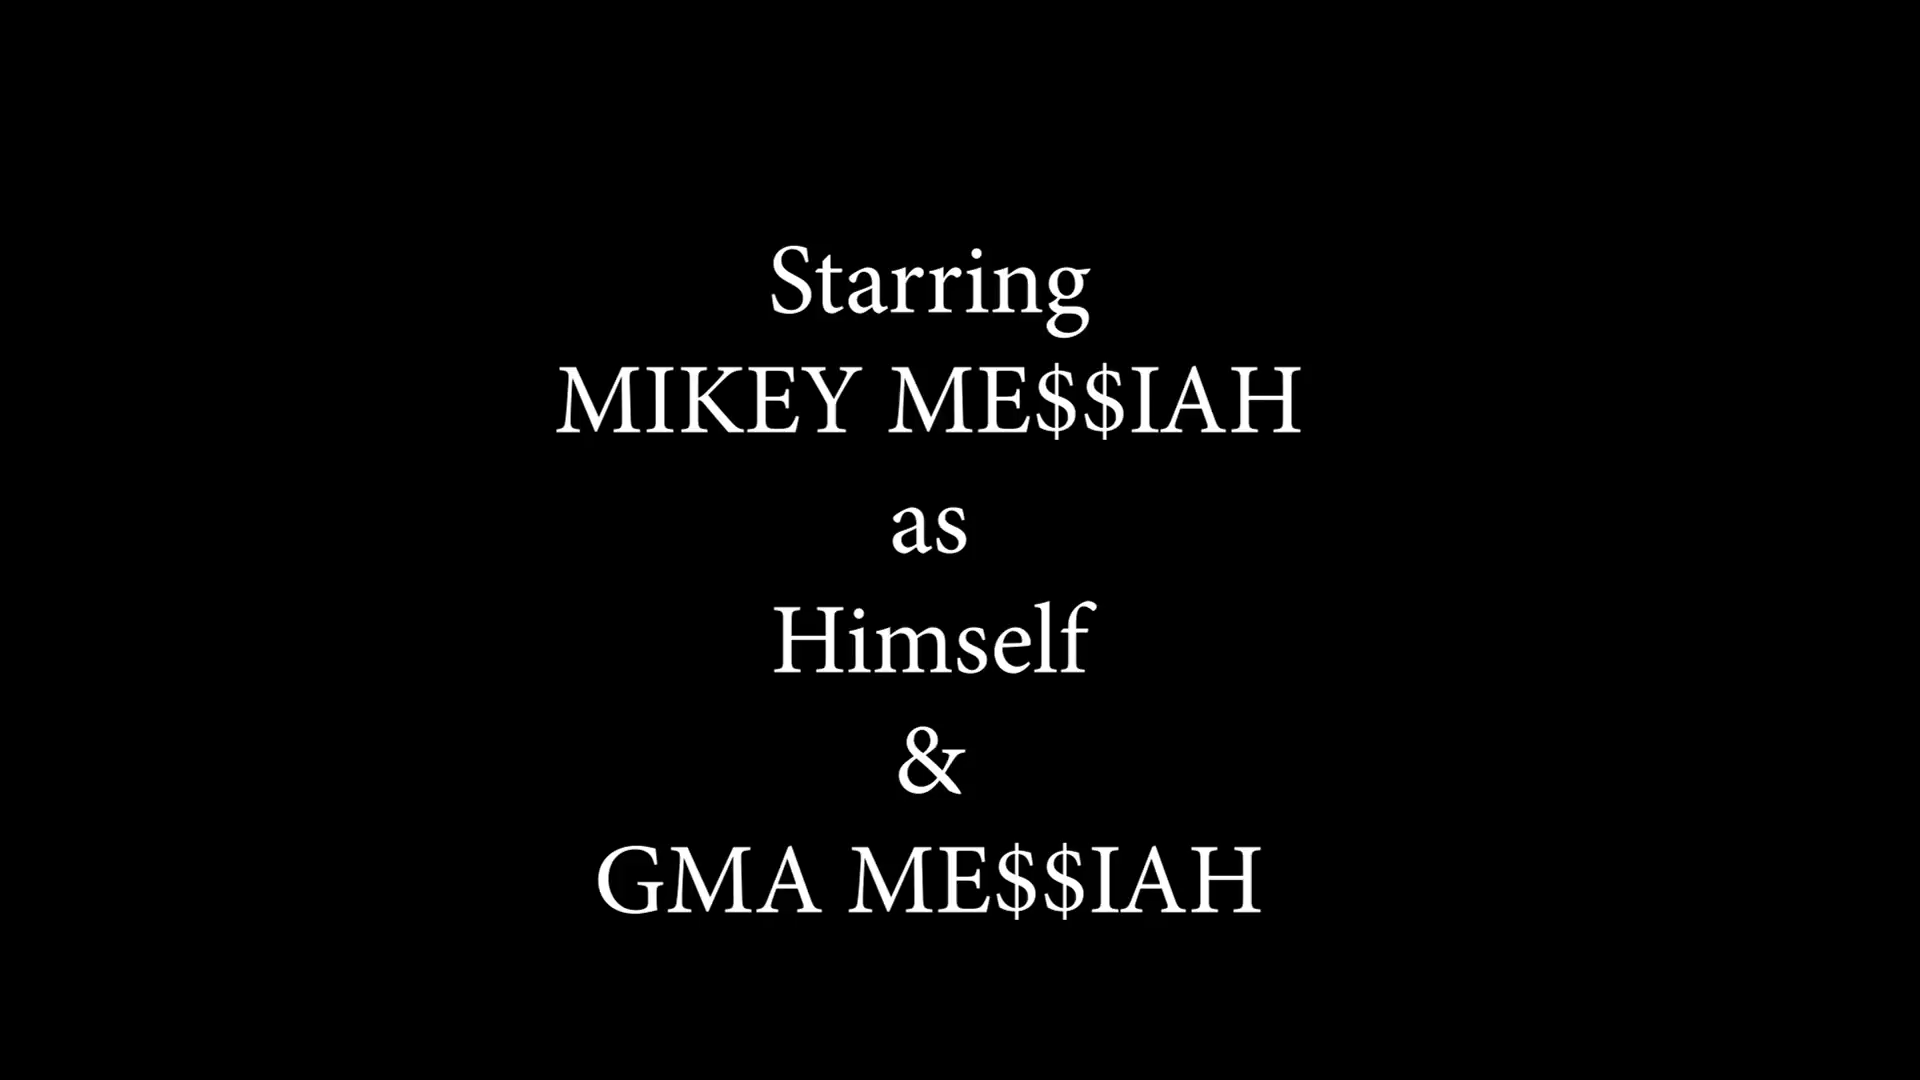 Starring
MIKEY ME$$IAH
as
Himself
&
GMA ME$$IAH